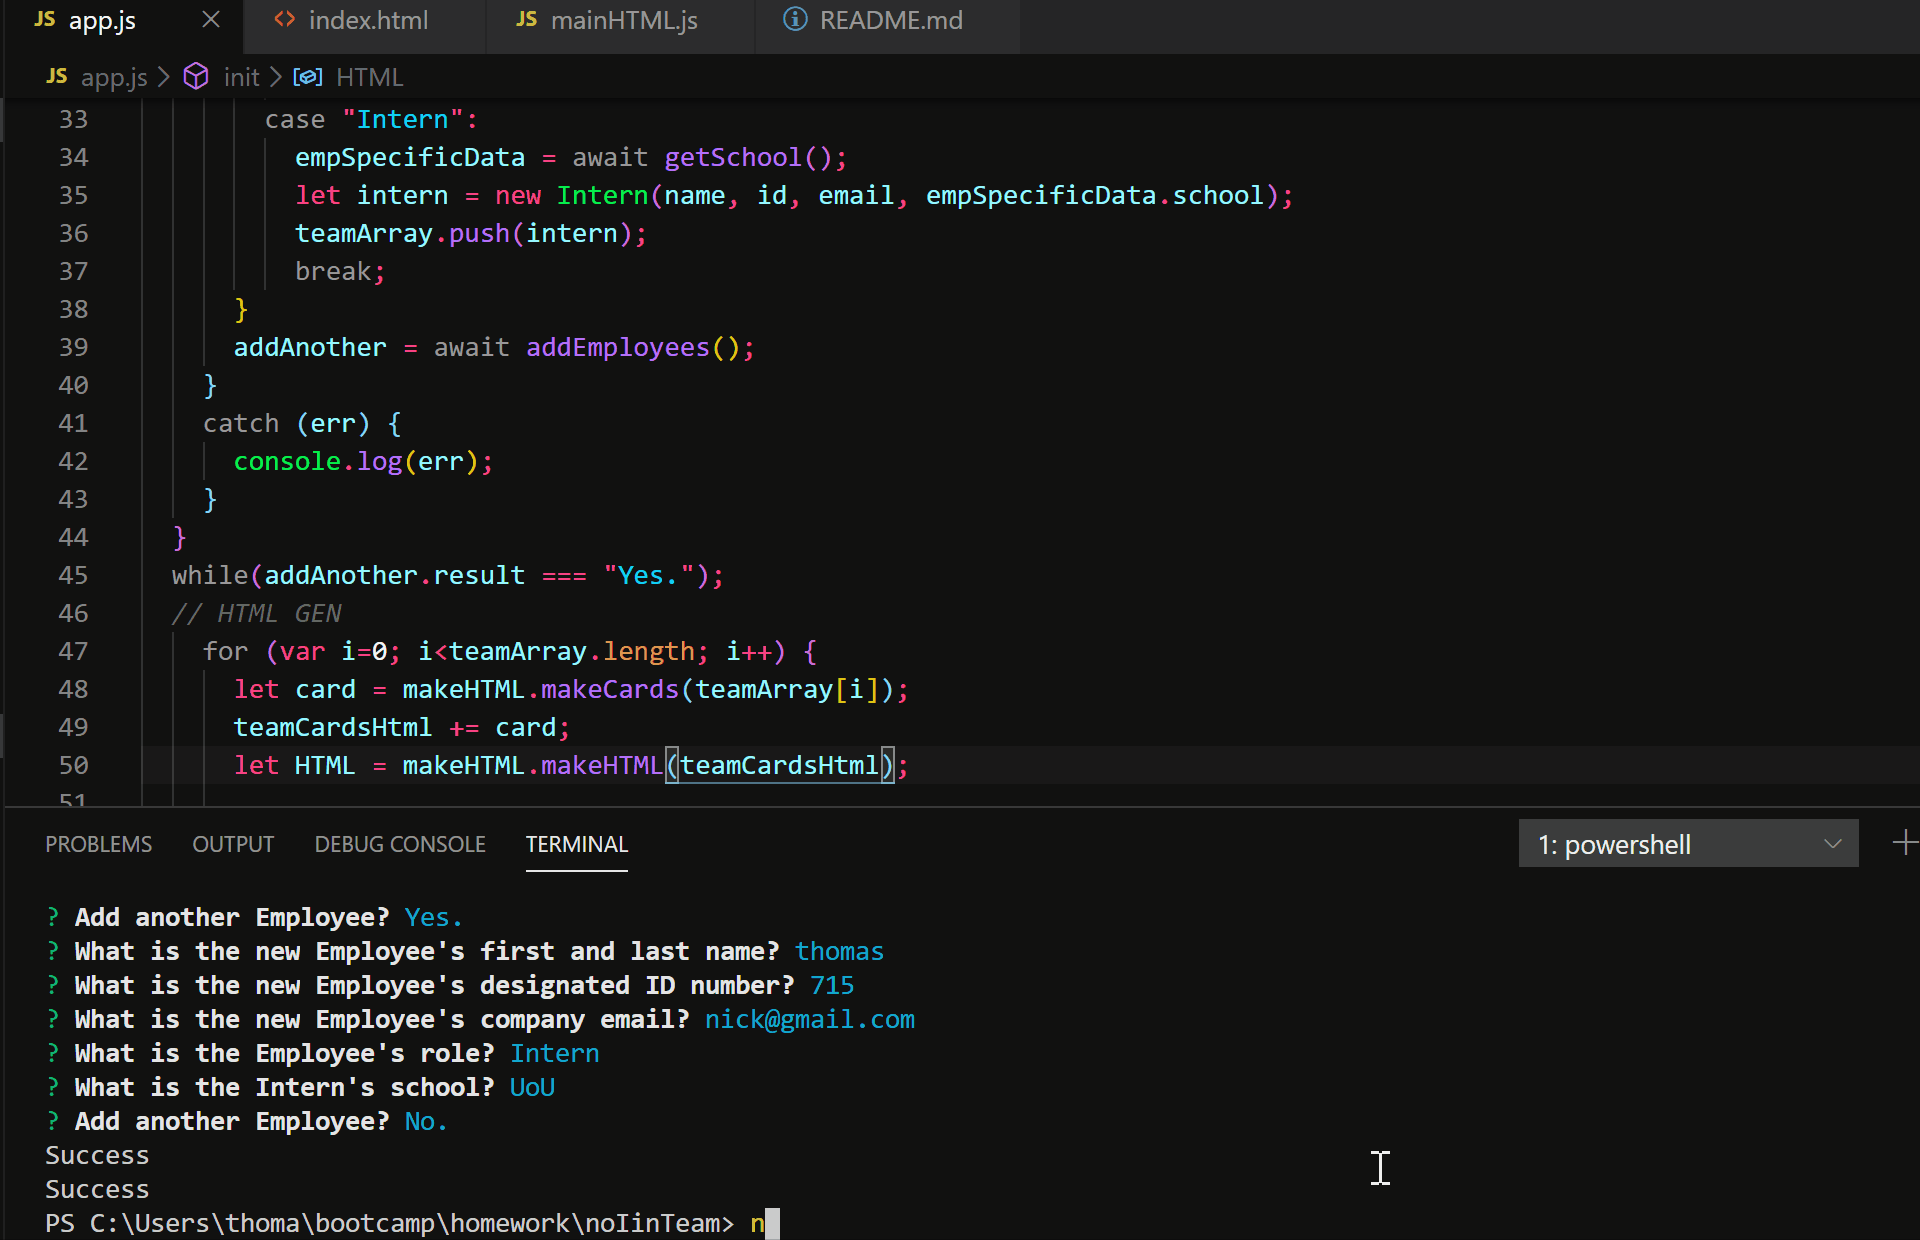 JS app.js × <> index.html JS mainHTML.js README.md
JS app.js > init > HTML
33 case "Intern":
34 empSpecificData = await getSchool();
35 let intern = new Intern(name, id, email, empSpecificData.school);
36 teamArray.push(intern);
37 break;
38 }
39 addAnother = await addEmployees();
40 }
41 catch (err) {
42 console.log(err);
43 }
44 }
45 while(addAnother.result === "Yes.");
46 // HTML GEN
47 for (var i=0; i<teamArray.length; i++) {
48 let card = makeHTML.makeCards(teamArray[i]);
49 teamCardsHtml += card;
50 let HTML = makeHTML.makeHTML(teamCardsHtml);
51
PROBLEMS OUTPUT DEBUG CONSOLE TERMINAL 1: powershell
? Add another Employee? Yes.
? What is the new Employee's first and last name? thomas
? What is the new Employee's designated ID number? 715
? What is the new Employee's company email? nick@gmail.com
? What is the Employee's role? Intern
? What is the Intern's school? UoU
? Add another Employee? No.
Success
Success
PS C:\Users\thoma\bootcamp\homework\noIinTeam> n